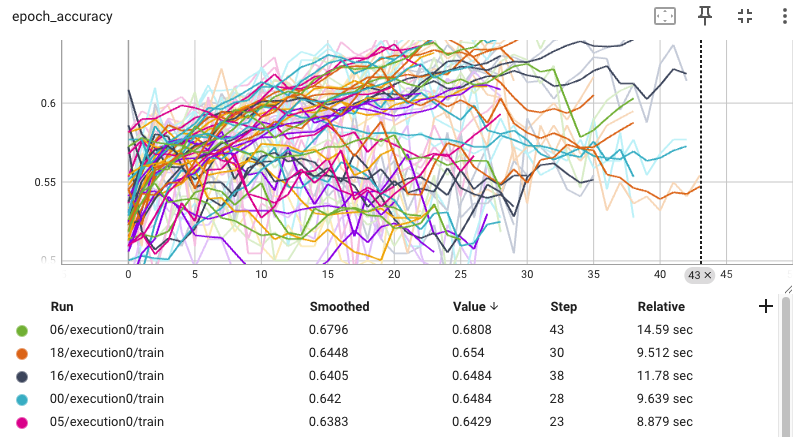 epoch_accuracy
0.6
0.55
0.5
0 5 10 15 20 25 30 35 40 43 × 45
Run Smoothed Value ↓ Step Relative +
06/execution0/train 0.6796 0.6808 43 14.59 sec
18/execution0/train 0.6448 0.654 30 9.512 sec
16/execution0/train 0.6405 0.6484 38 11.78 sec
00/execution0/train 0.642 0.6484 28 9.639 sec
05/execution0/train 0.6383 0.6429 23 8.879 sec